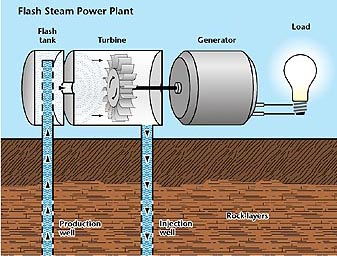 Flash Steam Power Plant
Load
Flash
tank
Turbine
Generator
Production
well
Injection
well
Rock layers